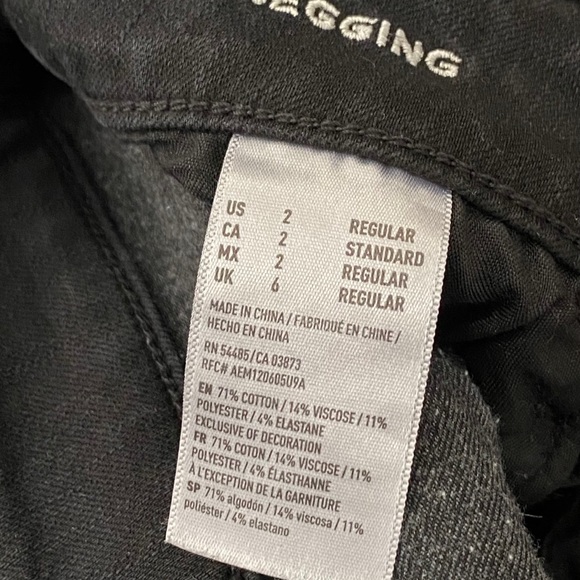 JEGGING
US 2 REGULAR
CA 2 STANDARD
MX 2 REGULAR
UK 6 REGULAR
MADE IN CHINA / FABRIQUÉ EN CHINE /
HECHO EN CHINA
RN 54485/CA 03873
RFC# AEM120605U9A
EN 71% COTTON / 14% VISCOSE / 11%
POLYESTER / 4% ELASTANE
EXCLUSIVE OF DECORATION
FR 71% COTON / 14% VISCOSE / 11%
POLYESTER / 4% ÉLASTHANNE
À L'EXCEPTION DE LA GARNITURE
SP 71% algodón / 14% viscosa / 11%
poliéster / 4% elastano